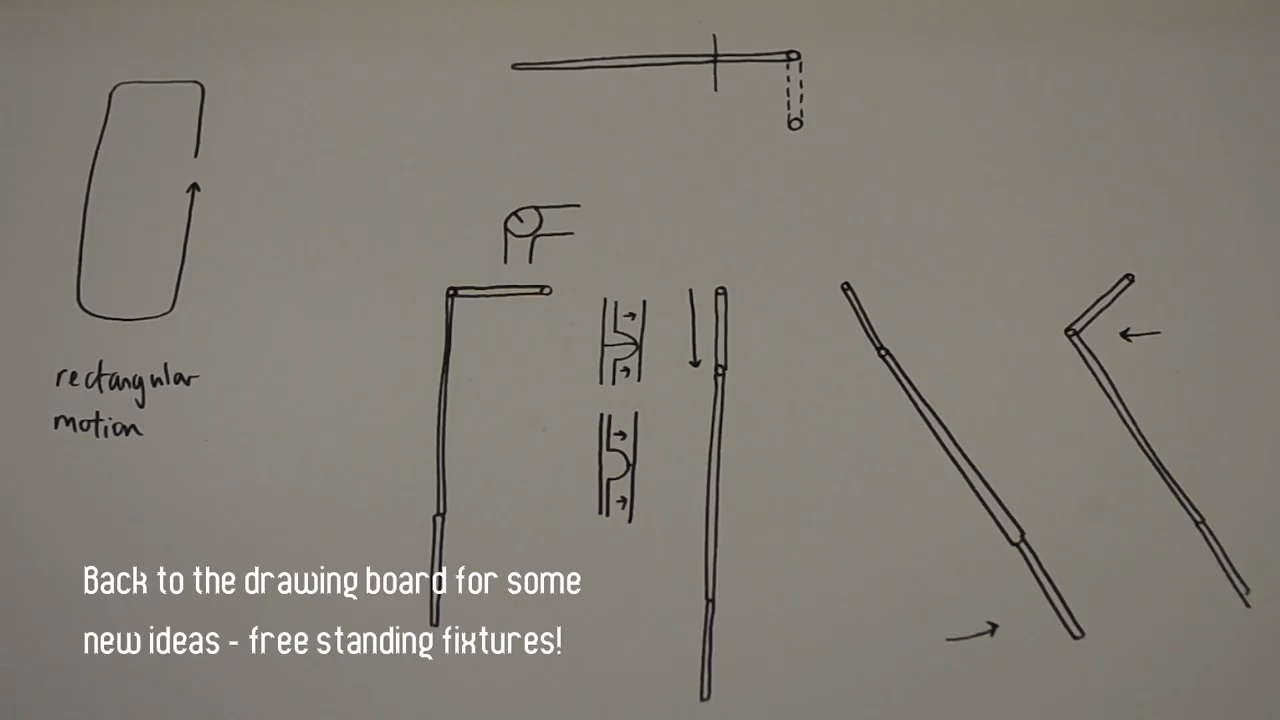 rectangular
motion
Back to the drawing board for some
new ideas - free standing fixtures!